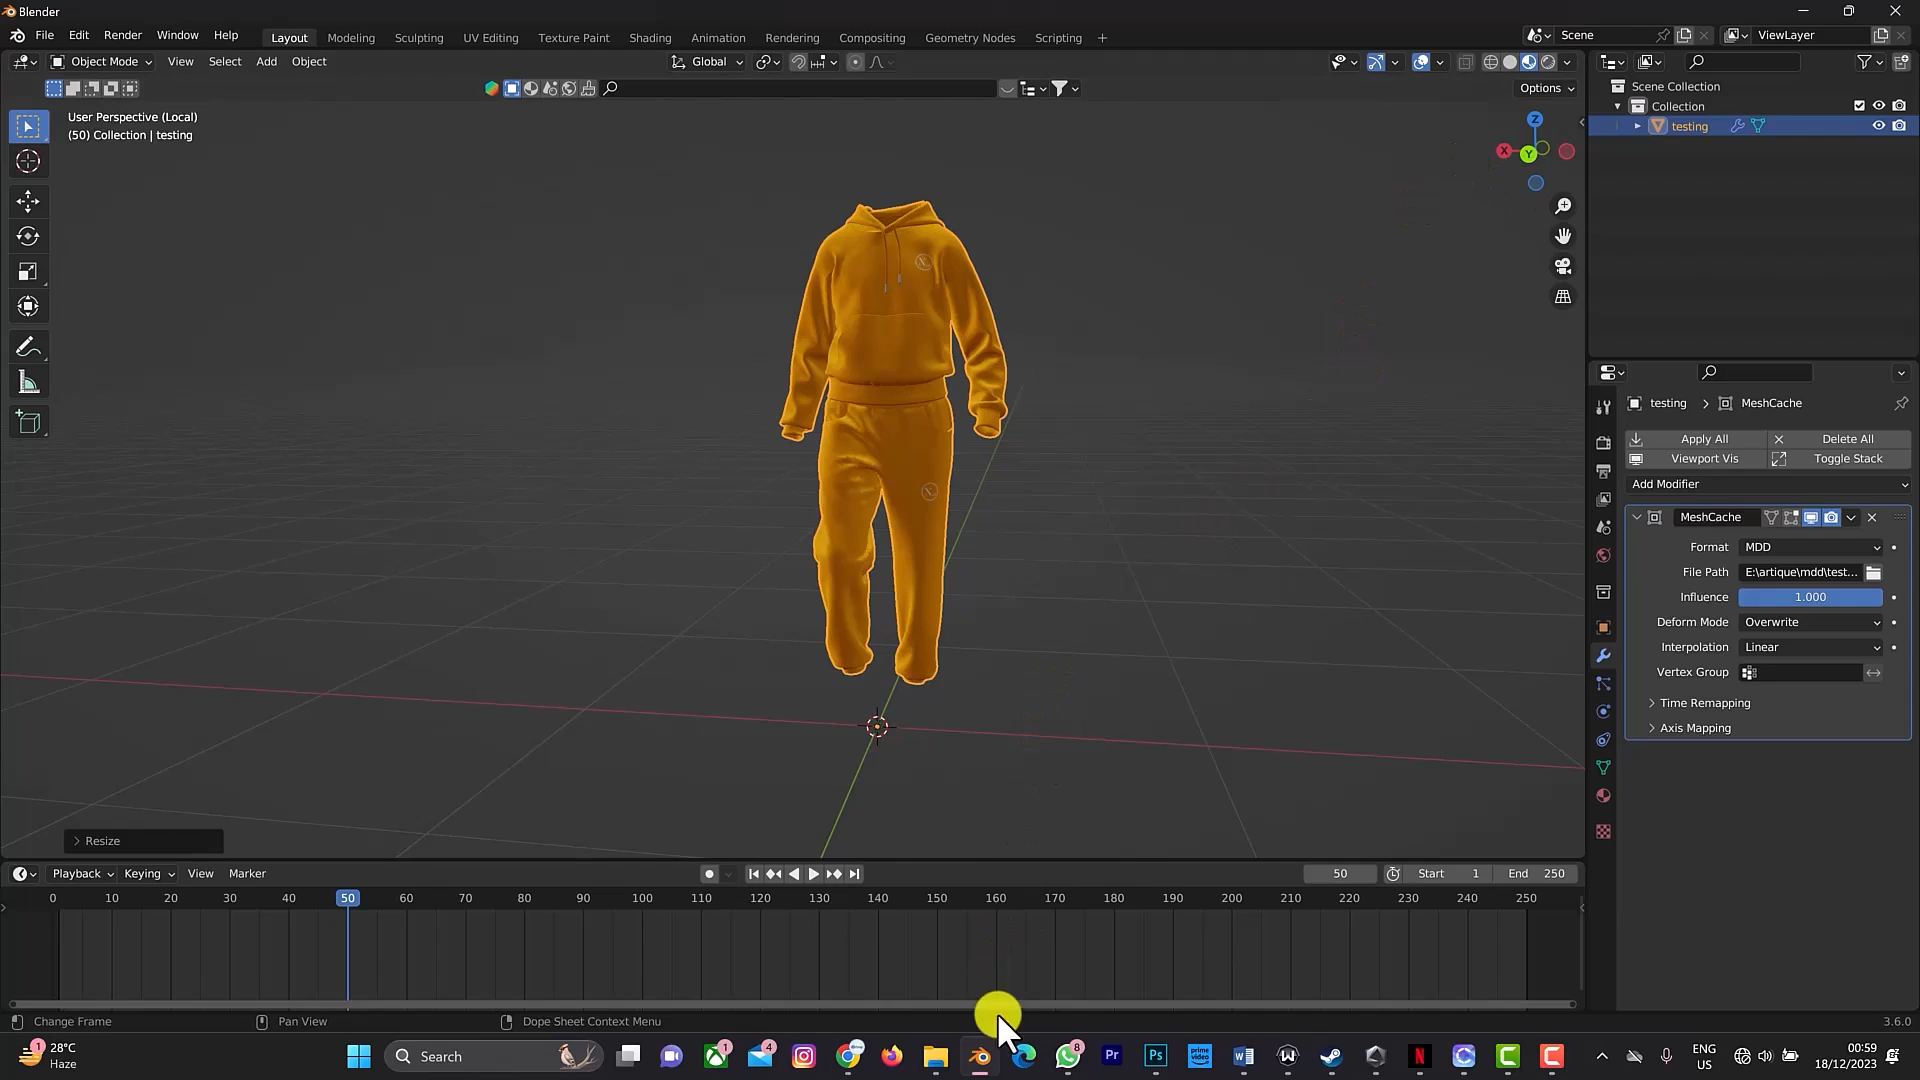 Blender
File Edit Render Window Help
Layout Modeling Sculpting UV Editing Texture Paint Shading Animation Rendering Compositing Geometry Nodes Scripting +
Scene
ViewLayer
Object Mode View Select Add Object
Global
Options
User Perspective (Local)
(50) Collection | testing
Z
X
Y
Scene Collection
Collection
testing
testing > MeshCache
Apply All
Delete All
Viewport Vis
Toggle Stack
Add Modifier
MeshCache
Format MDD
File Path E:\artique\mdd\test...
Influence 1.000
Deform Mode Overwrite
Interpolation Linear
Vertex Group
Time Remapping
Axis Mapping
Resize
Playback Keying View Marker
50
Start 1
End 250
0 10 20 30 40 50 60 70 80 90 100 110 120 130 140 150 160 170 180 190 200 210 220 230 240 250
Change Frame
Pan View
Dope Sheet Context Menu
3.6.0
1
28°C
Haze
Search
1
4
8
Pr
Ps
ENG
US
00:59
18/12/2023